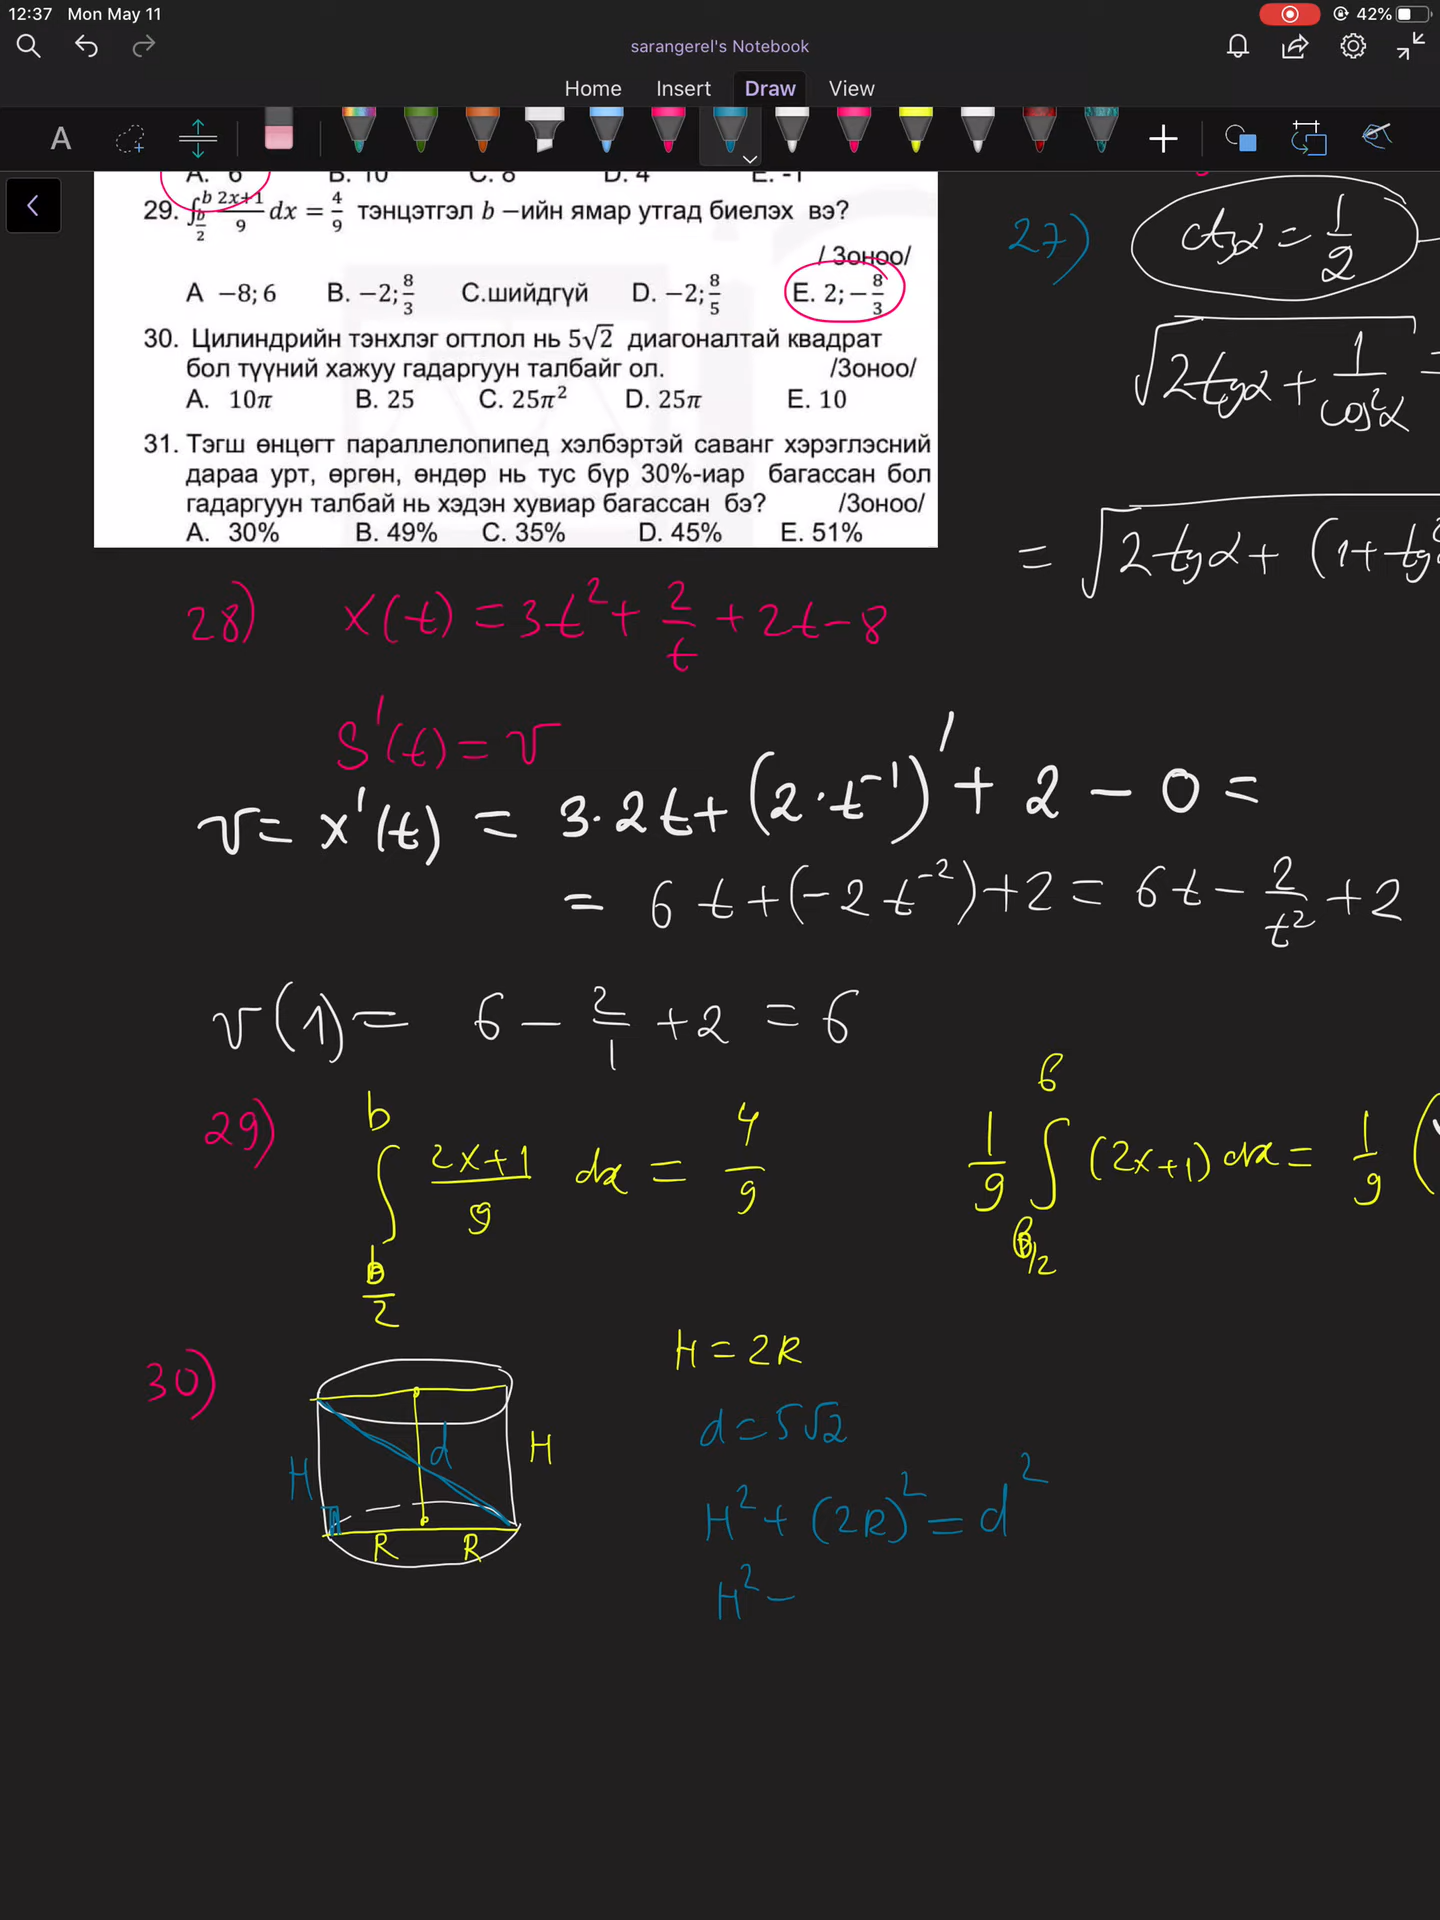 12:37 Mon May 11
42%
sarangerel's Notebook
Home Insert Draw View
A. 6 B. 10 C. 8 D. 4 E. -1
29. ∫_{b/2}^{b} (2x+1)/9 dx = 4/9 тэнцэтгэл b −ийн ямар утгад биелэх вэ?
/ 3оноо/
A −8; 6 B. −2; 8/3 C.шийдгүй D. −2; 8/5 E. 2; −8/3
30. Цилиндрийн тэнхлэг огтлол нь 5√2 диагоналтай квадрат
бол түүний хажуу гадаргуун талбайг ол. /3оноо/
A. 10π B. 25 C. 25π² D. 25π E. 10
31. Тэгш өнцөгт параллелопипед хэлбэртэй саванг хэрэглэсний
дараа урт, өргөн, өндөр нь тус бүр 30%-иар багассан бол
гадаргуун талбай нь хэдэн хувиар багассан бэ? /3оноо/
A. 30% B. 49% C. 35% D. 45% E. 51%
27) ctgα = 1/2
√(2tgα + 1/cos²α) =
= √(2tgα + (1 + tg²
28) x(t) = 3t² + 2/t + 2t − 8
S'(t) = v
v = x'(t) = 3·2t + (2·t⁻¹)' + 2 − 0 =
= 6t + (−2t⁻²) + 2 = 6t − 2/t² + 2
v(1) = 6 − 2/1 + 2 = 6
29) ∫_{b/2}^{b} (2x+1)/9 dx = 4/9
1/9 ∫_{b/2}^{b} (2x+1) dx = 1/9 (
30)
H = 2R
d = 5√2
H² + (2R)² = d²
H² −
H d H
R R